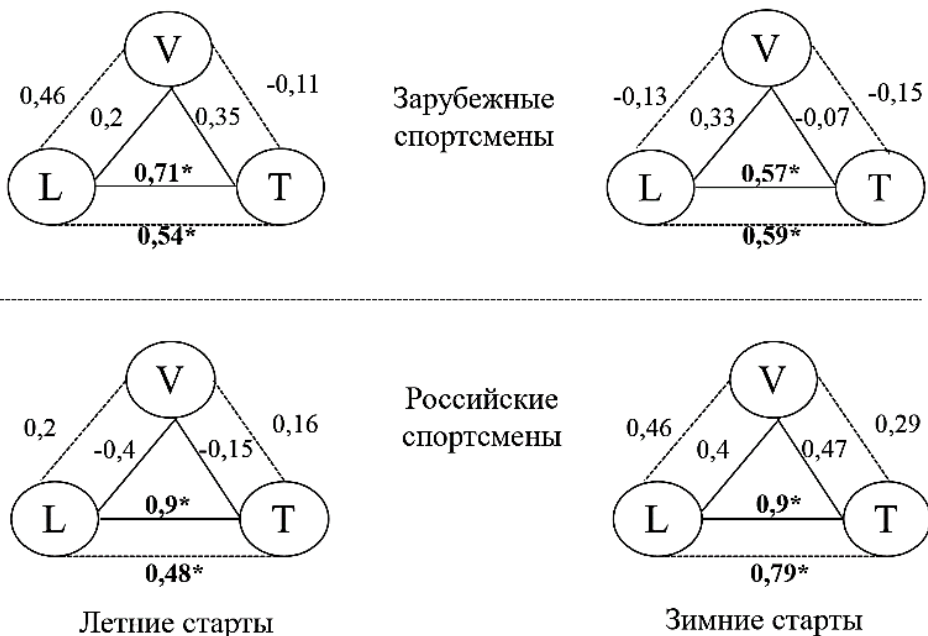 V
V
0,46
-0,11
Зарубежные
-0,13
-0,15
0,2
0,35
спортсмены
0,33
-0,07
L
0,71*
T
L
0,57*
T
0,54*
0,59*
V
V
0,2
0,16
Российские
0,46
0,29
-0,4
-0,15
спортсмены
0,4
0,47
L
0,9*
T
L
0,9*
T
0,48*
0,79*
Летние старты
Зимние старты